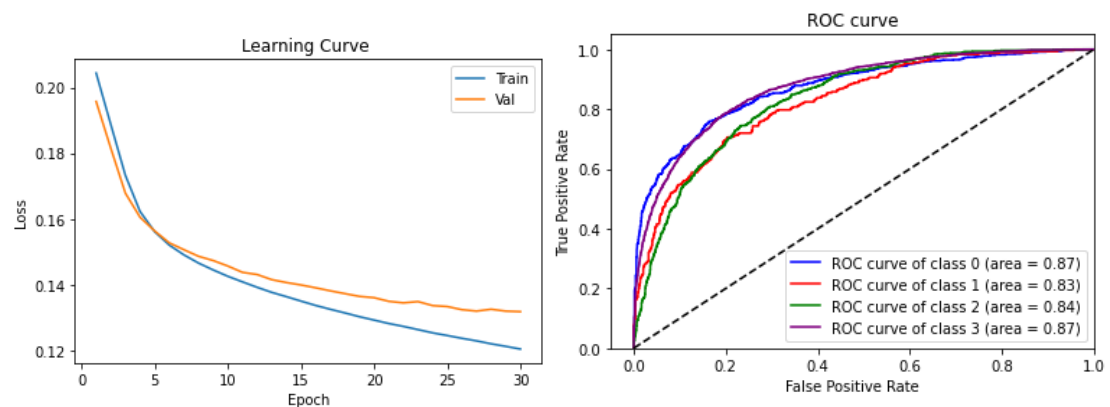 Learning Curve
Train
Val
0.20
0.18
0.16
0.14
0.12
Loss
0
5
10
15
20
25
30
Epoch
ROC curve
1.0
0.8
0.6
0.4
0.2
0.0
True Positive Rate
ROC curve of class 0 (area = 0.87)
ROC curve of class 1 (area = 0.83)
ROC curve of class 2 (area = 0.84)
ROC curve of class 3 (area = 0.87)
0.0
0.2
0.4
0.6
0.8
1.0
False Positive Rate